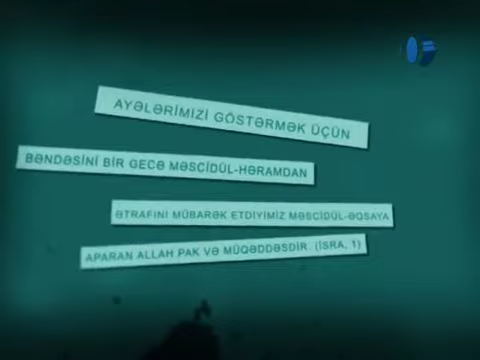 AYƏLƏRİMİZİ GÖSTƏRMƏK ÜÇÜN
BƏNDƏSİNİ BİR GECƏ MƏSCİDÜL-HƏRAMDAN
ƏTRAFINI MÜBARƏK ETDİYİMİZ MƏSCİDÜL-ƏQSAYA
APARAN ALLAH PAK VƏ MÜQƏDDƏSDİR. (İSRA, 1)